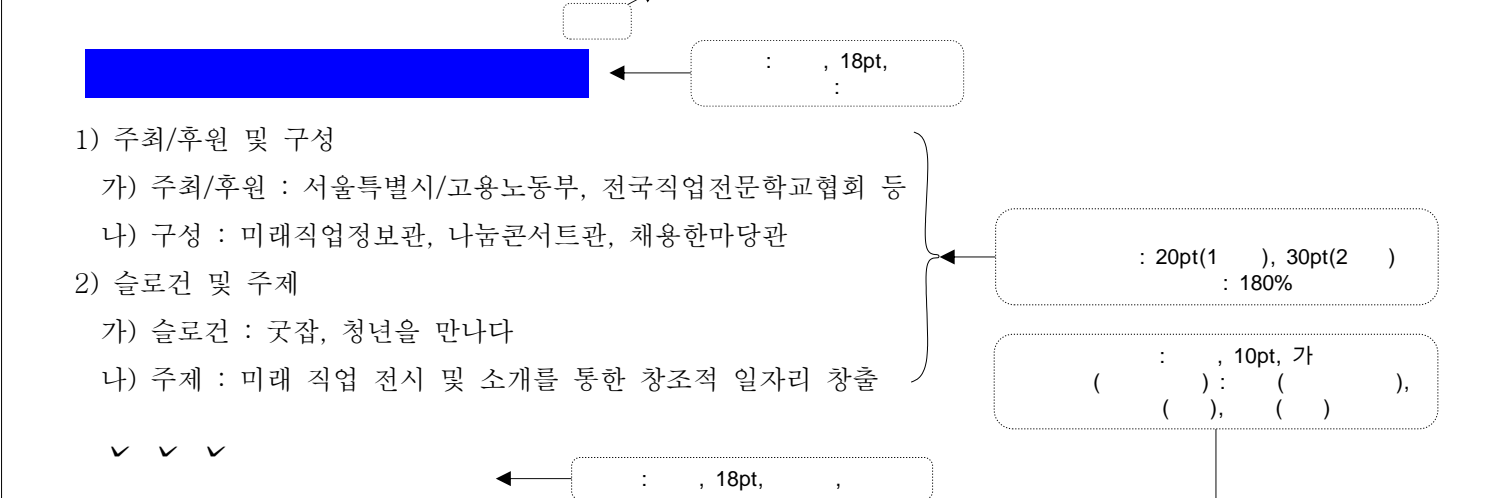 : , 18pt,
:
1) 주최/후원 및 구성
가) 주최/후원 : 서울특별시/고용노동부, 전국직업전문학교협회 등
나) 구성 : 미래직업정보관, 나눔콘서트관, 채용한마당관
: 20pt(1 ), 30pt(2 )
: 180%
2) 슬로건 및 주제
가) 슬로건 : 굿잡, 청년을 만나다
나) 주제 : 미래 직업 전시 및 소개를 통한 창조적 일자리 창출
: , 10pt, 가
( ) : ( ),
( ), ( )
✓ ✓ ✓
: , 18pt, ,